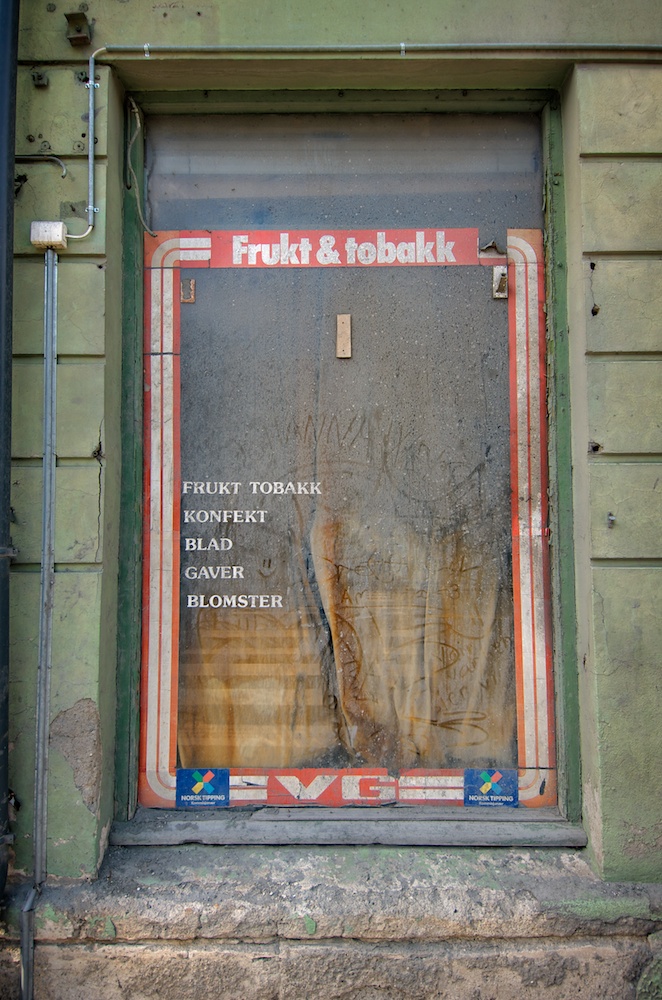 Frukt & tobakk
FRUKT TOBAKK
KONFEKT
BLAD
GAVER
BLOMSTER
VG
NORSK TIPPING
NORSK TIPPING